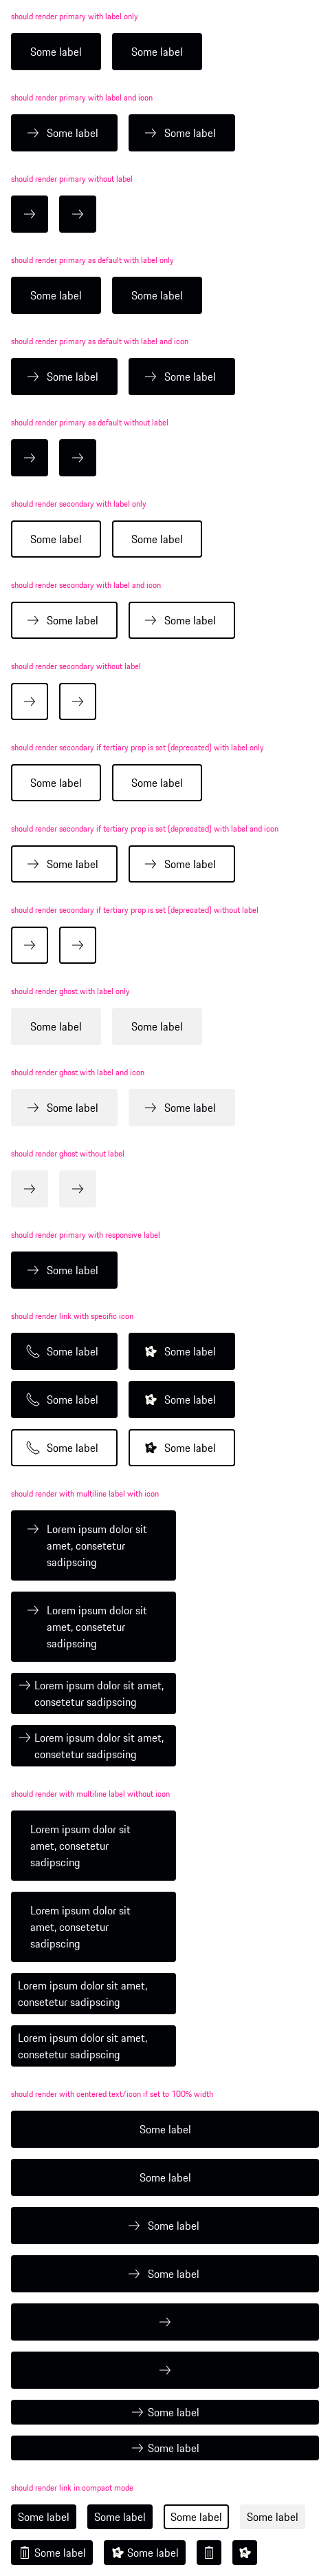 should render primary with label only
Some label Some label
should render primary with label and icon
Some label Some label
should render primary without label
should render primary as default with label only
Some label Some label
should render primary as default with label and icon
Some label Some label
should render primary as default without label
should render secondary with label only
Some label Some label
should render secondary with label and icon
Some label Some label
should render secondary without label
should render secondary if tertiary prop is set (deprecated) with label only
Some label Some label
should render secondary if tertiary prop is set (deprecated) with label and icon
Some label Some label
should render secondary if tertiary prop is set (deprecated) without label
should render ghost with label only
Some label Some label
should render ghost with label and icon
Some label Some label
should render ghost without label
should render primary with responsive label
Some label
should render link with specific icon
Some label Some label
Some label Some label
Some label Some label
should render with multiline label with icon
Lorem ipsum dolor sit
amet, consetetur
sadipscing
Lorem ipsum dolor sit
amet, consetetur
sadipscing
Lorem ipsum dolor sit amet,
consetetur sadipscing
Lorem ipsum dolor sit amet,
consetetur sadipscing
should render with multiline label without icon
Lorem ipsum dolor sit
amet, consetetur
sadipscing
Lorem ipsum dolor sit
amet, consetetur
sadipscing
Lorem ipsum dolor sit amet,
consetetur sadipscing
Lorem ipsum dolor sit amet,
consetetur sadipscing
should render with centered text/icon if set to 100% width
Some label
Some label
Some label
Some label
Some label
Some label
should render link in compact mode
Some label Some label Some label Some label
Some label Some label